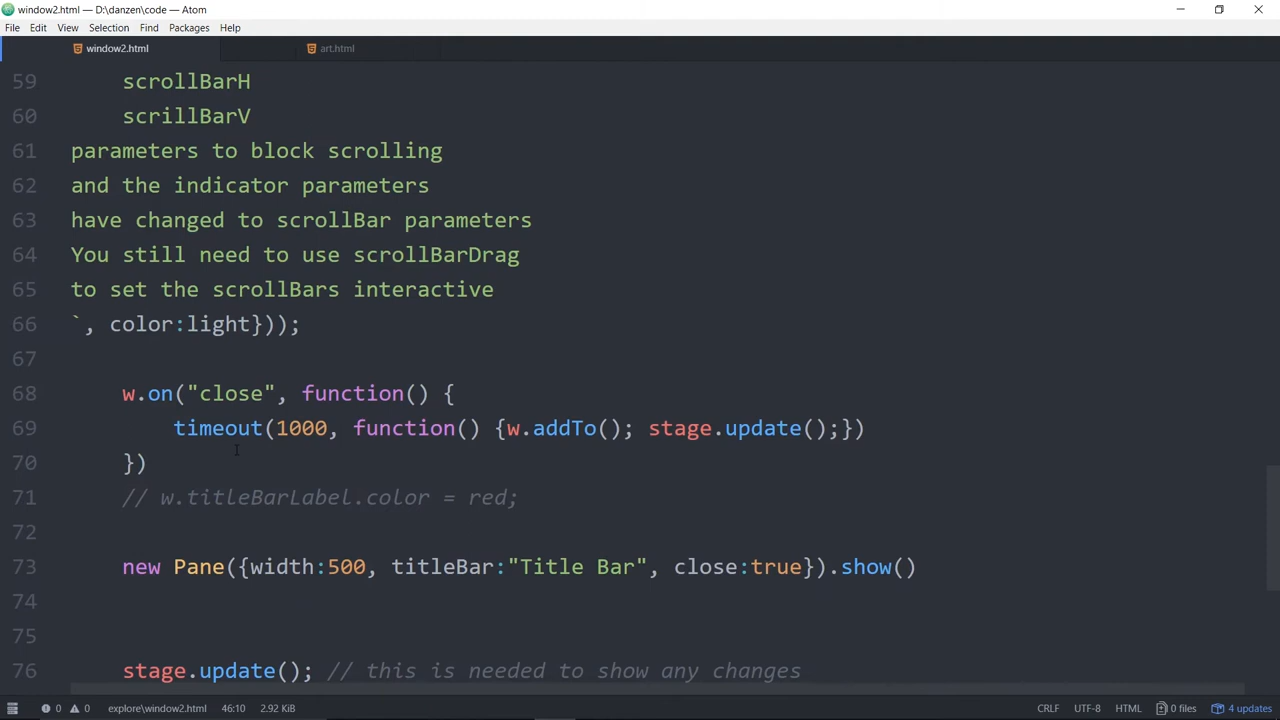 window2.html — D:\danzen\code — Atom
File Edit View Selection Find Packages Help
window2.html art.html
59 scrollBarH
60 scrillBarV
61 parameters to block scrolling
62 and the indicator parameters
63 have changed to scrollBar parameters
64 You still need to use scrollBarDrag
65 to set the scrollBars interactive
66 `, color:light}));
67
68 w.on("close", function() {
69 timeout(1000, function() {w.addTo(); stage.update();})
70 })
71 // w.titleBarLabel.color = red;
72
73 new Pane({width:500, titleBar:"Title Bar", close:true}).show()
74
75
76 stage.update(); // this is needed to show any changes
0 0 explore\window2.html 46:10 2.92 KiB CRLF UTF-8 HTML 0 files 4 updates